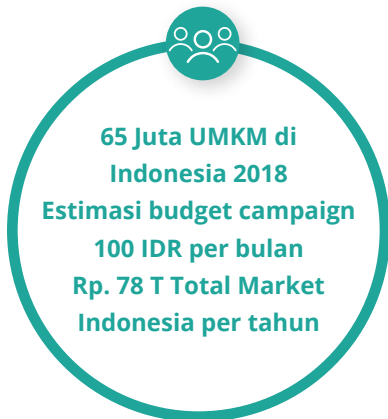 65 Juta UMKM di
Indonesia 2018
Estimasi budget campaign
100 IDR per bulan
Rp. 78 T Total Market
Indonesia per tahun